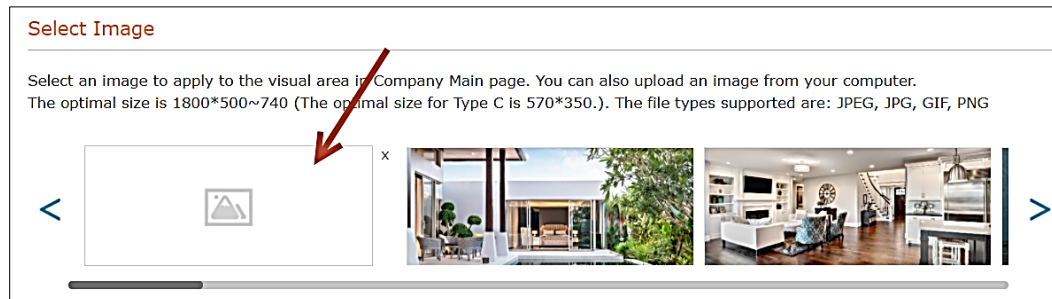 Select Image
Select an image to apply to the visual area in Company Main page. You can also upload an image from your computer.
The optimal size is 1800*500~740 (The optimal size for Type C is 570*350.). The file types supported are: JPEG, JPG, GIF, PNG
x
< >